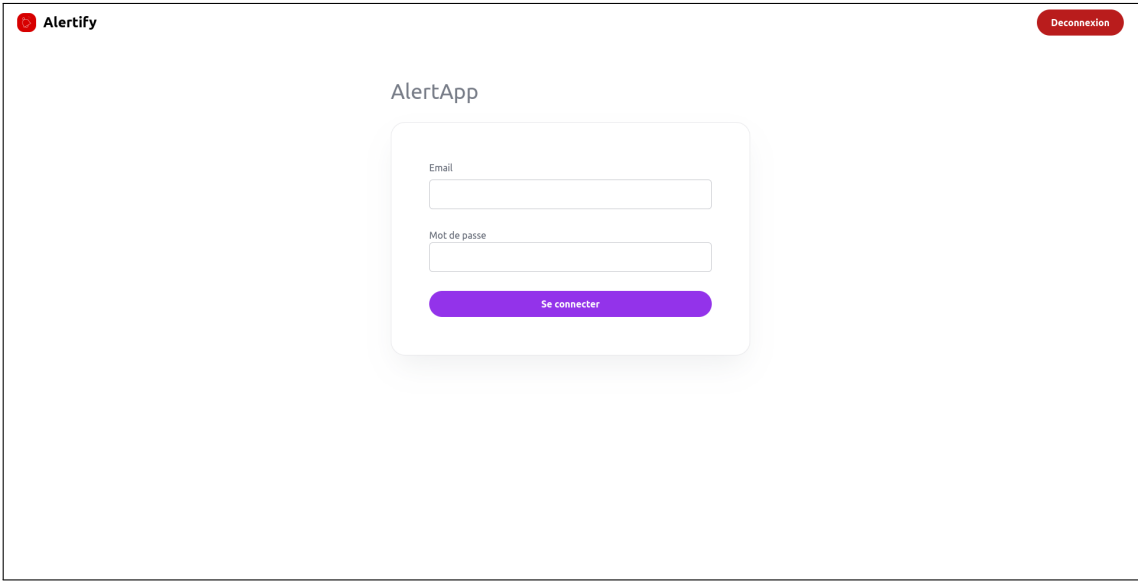 Alertify
Deconnexion
AlertApp
Email
Mot de passe
Se connecter